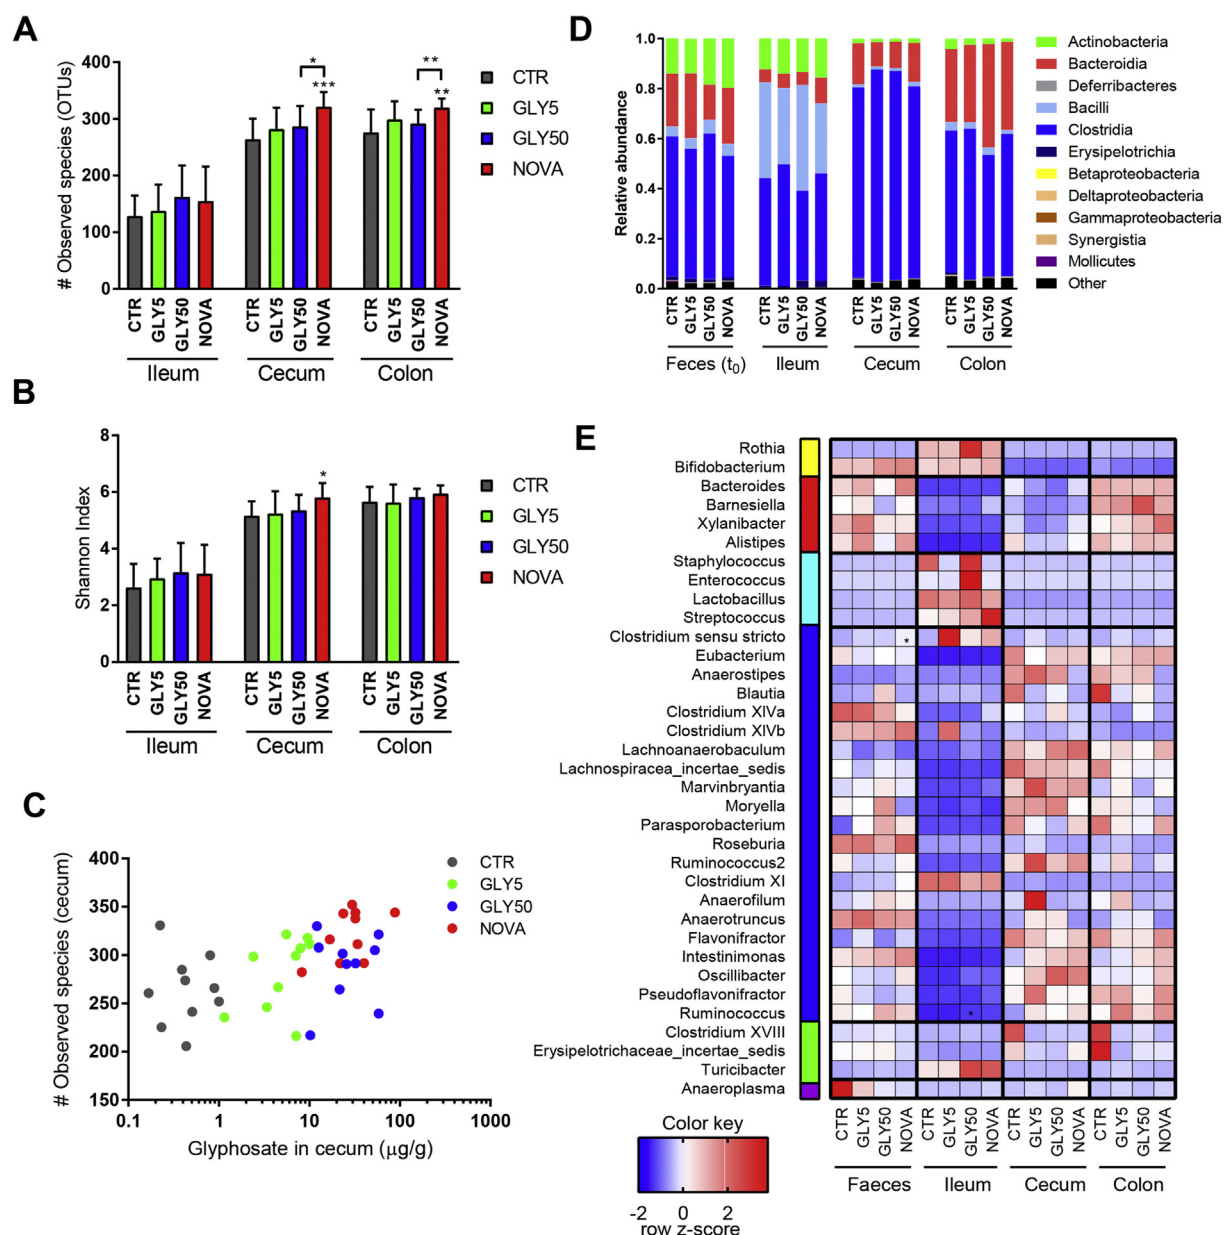 A
# Observed species (OTUs)
400
300
200
100
0
*
***
**
**
CTR
GLY5
GLY50
NOVA
CTR GLY5 GLY50 NOVA CTR GLY5 GLY50 NOVA CTR GLY5 GLY50 NOVA
Ileum Cecum Colon
B
Shannon Index
8
6
4
2
0
*
CTR
GLY5
GLY50
NOVA
CTR GLY5 GLY50 NOVA CTR GLY5 GLY50 NOVA CTR GLY5 GLY50 NOVA
Ileum Cecum Colon
C
# Observed species (cecum)
400
350
300
250
200
150
0.1 1 10 100 1000
Glyphosate in cecum (µg/g)
CTR
GLY5
GLY50
NOVA
D
Relative abundance
1.0
0.8
0.6
0.4
0.2
0.0
CTR GLY5 GLY50 NOVA CTR GLY5 GLY50 NOVA CTR GLY5 GLY50 NOVA CTR GLY5 GLY50 NOVA
Feces (t0) Ileum Cecum Colon
Actinobacteria
Bacteroidia
Deferribacteres
Bacilli
Clostridia
Erysipelotrichia
Betaproteobacteria
Deltaproteobacteria
Gammaproteobacteria
Synergistia
Mollicutes
Other
E
Rothia
Bifidobacterium
Bacteroides
Barnesiella
Xylanibacter
Alistipes
Staphylococcus
Enterococcus
Lactobacillus
Streptococcus
Clostridium sensu stricto
*
Eubacterium
Anaerostipes
Blautia
Clostridium XIVa
Clostridium XIVb
Lachnoanaerobaculum
Lachnospiracea_incertae_sedis
Marvinbryantia
Moryella
Parasporobacterium
Roseburia
Ruminococcus2
Clostridium XI
Anaerofilum
Anaerotruncus
Flavonifractor
Intestinimonas
Oscillibacter
Pseudoflavonifractor
Ruminococcus
*
Clostridium XVIII
Erysipelotrichaceae_incertae_sedis
Turicibacter
Anaeroplasma
CTR GLY5 GLY50 NOVA CTR GLY5 GLY50 NOVA CTR GLY5 GLY50 NOVA CTR GLY5 GLY50 NOVA
Faeces Ileum Cecum Colon
Color key
-2 0 2
row z-score